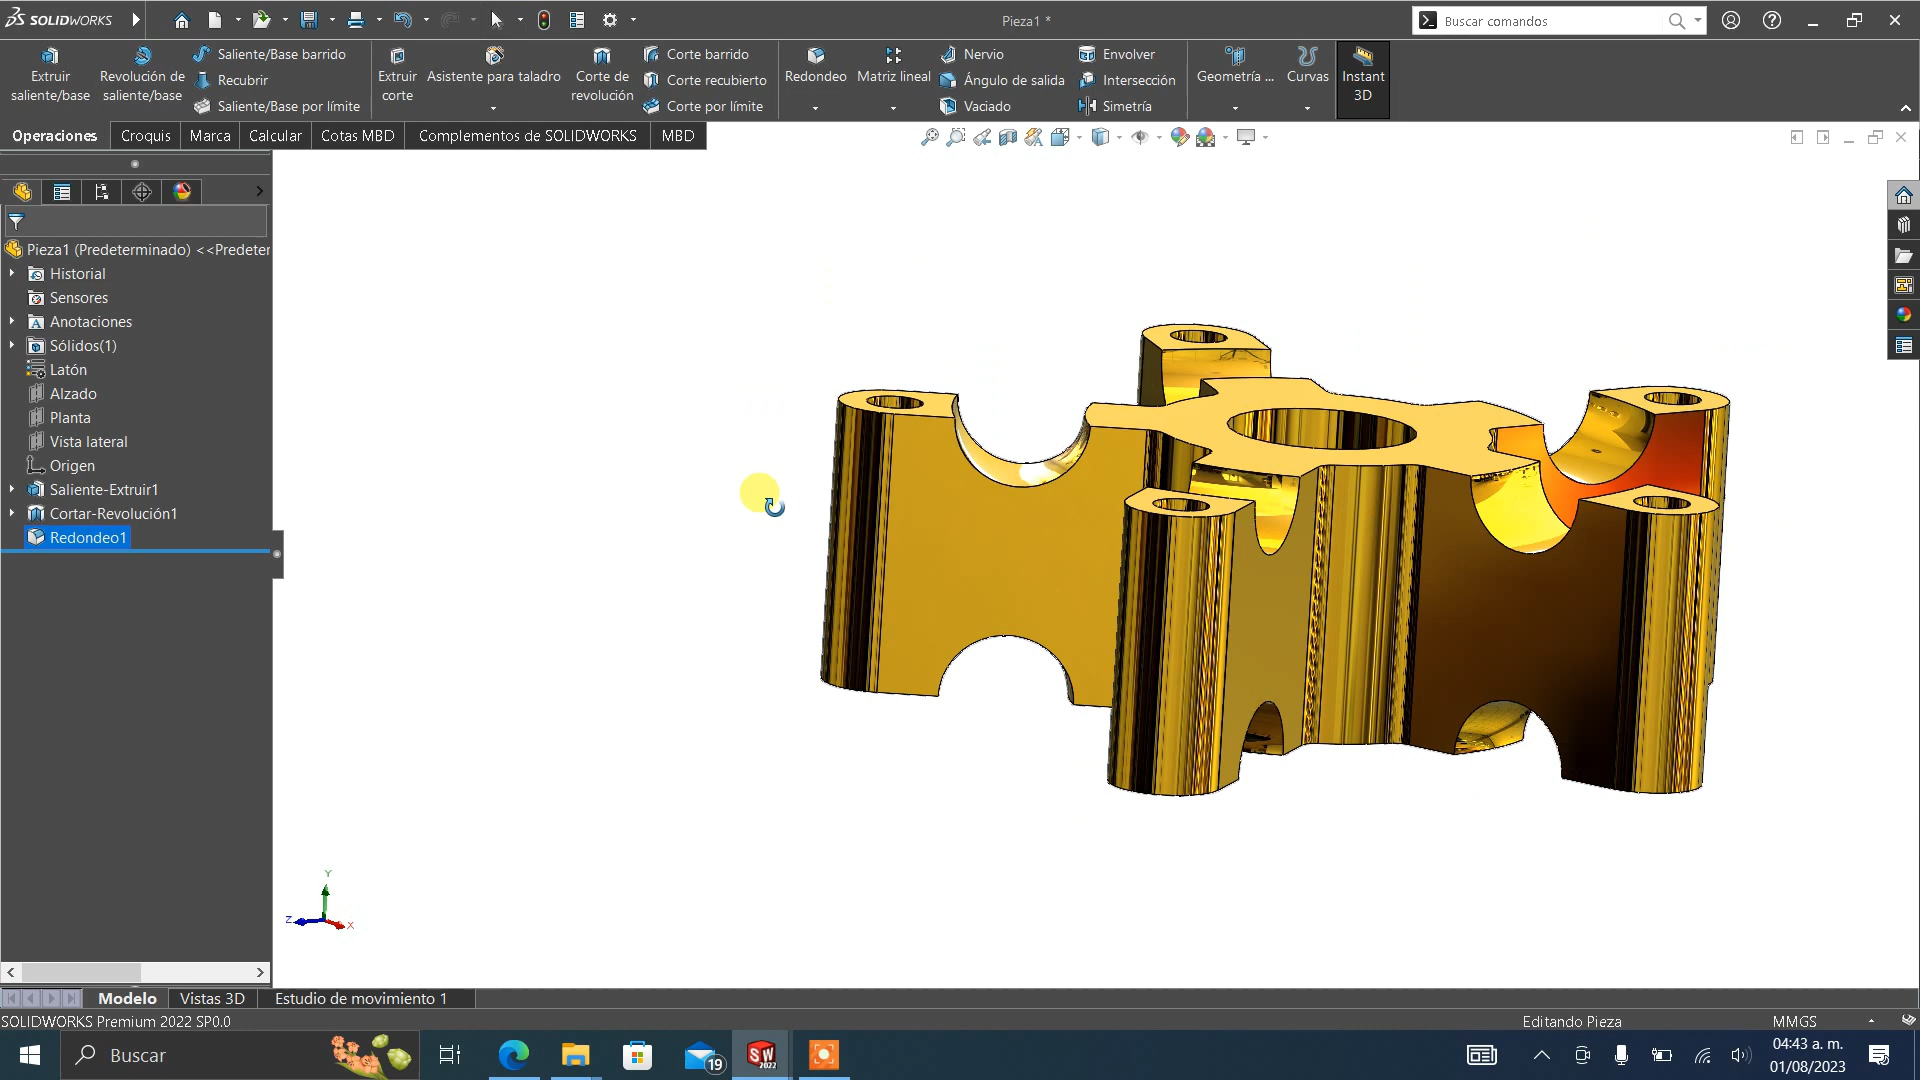 SOLIDWORKS
Pieza1 *
Buscar comandos
Extruir saliente/base
Revolución de saliente/base
Saliente/Base barrido
Recubrir
Saliente/Base por límite
Extruir corte
Asistente para taladro
Corte de revolución
Corte barrido
Corte recubierto
Corte por límite
Redondeo
Matriz lineal
Nervio
Ángulo de salida
Vaciado
Envolver
Intersección
Simetría
Geometría ...
Curvas
Instant 3D
Operaciones
Croquis
Marca
Calcular
Cotas MBD
Complementos de SOLIDWORKS
MBD
Pieza1 (Predeterminado) <<Predeter
Historial
Sensores
Anotaciones
Sólidos(1)
Latón
Alzado
Planta
Vista lateral
Origen
Saliente-Extruir1
Cortar-Revolución1
Redondeo1
Y
Z
X
Modelo
Vistas 3D
Estudio de movimiento 1
SOLIDWORKS Premium 2022 SP0.0
Editando Pieza
MMGS
Buscar
19
SW
2022
04:43 a. m.
01/08/2023